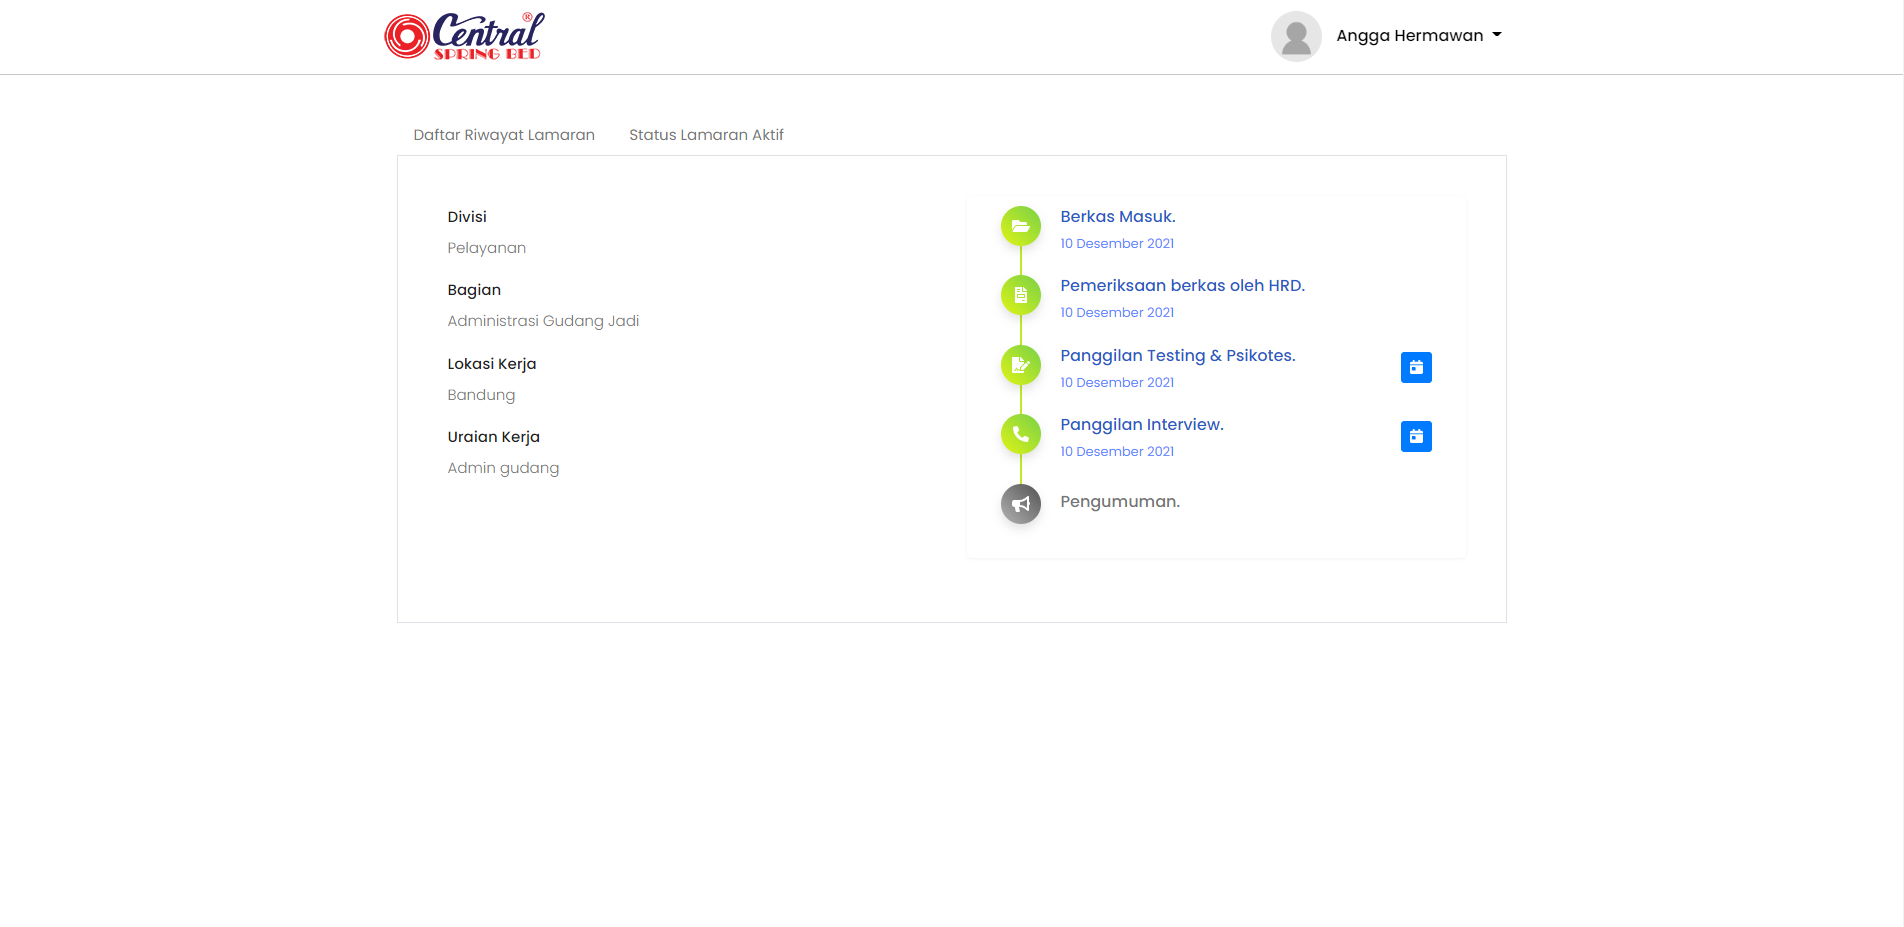 Central®
SPRING BED
Angga Hermawan
Daftar Riwayat Lamaran
Status Lamaran Aktif
Divisi
Pelayanan
Bagian
Administrasi Gudang Jadi
Lokasi Kerja
Bandung
Uraian Kerja
Admin gudang
Berkas Masuk.
10 Desember 2021
Pemeriksaan berkas oleh HRD.
10 Desember 2021
Panggilan Testing & Psikotes.
10 Desember 2021
Panggilan Interview.
10 Desember 2021
Pengumuman.